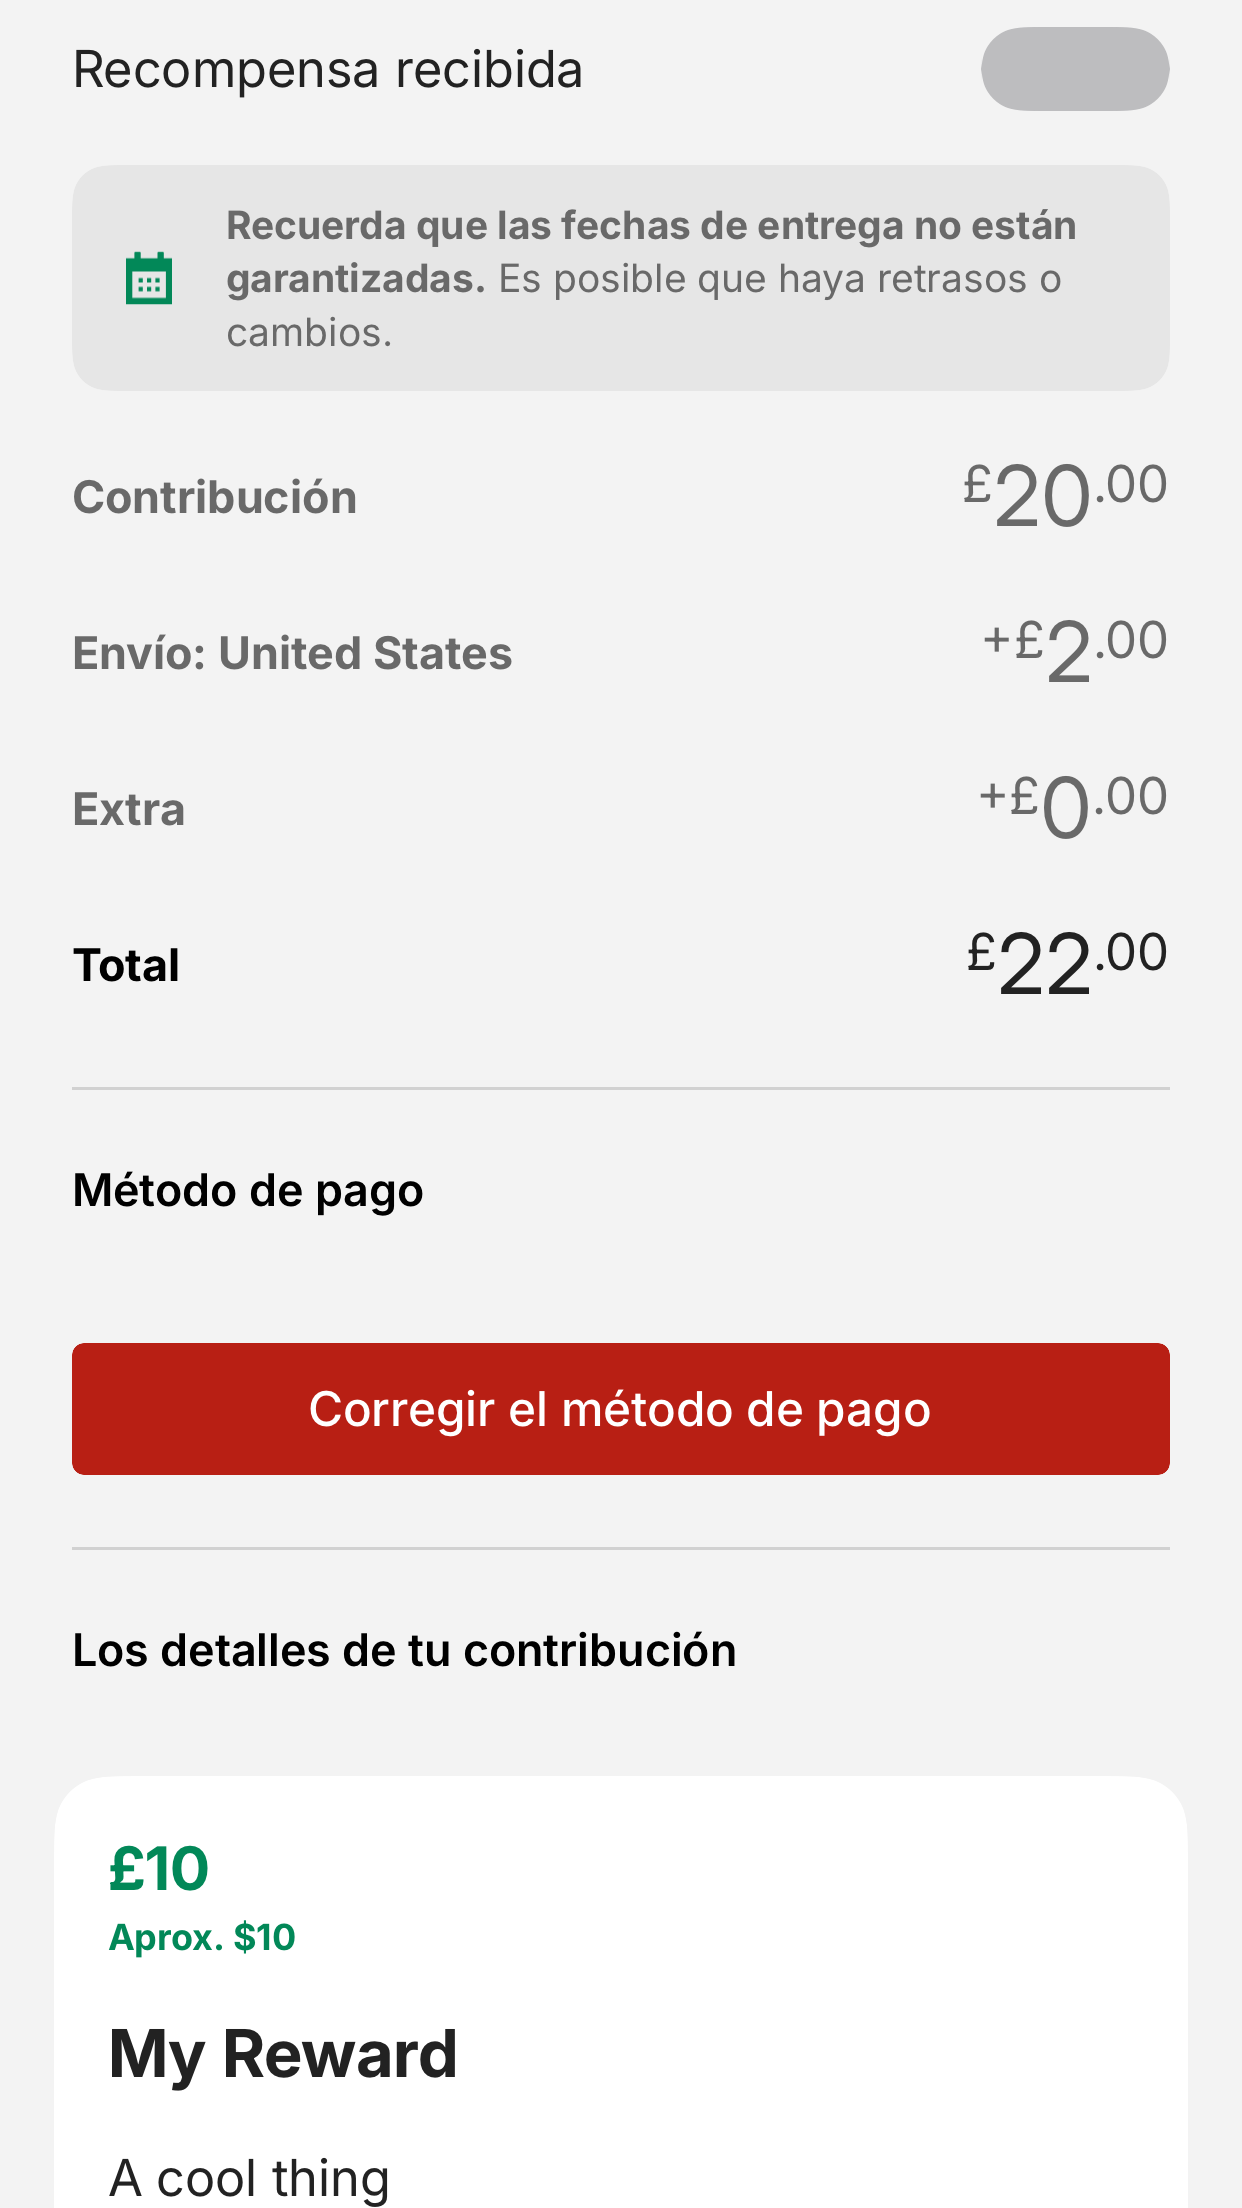 Recompensa recibida
Recuerda que las fechas de entrega no están
garantizadas. Es posible que haya retrasos o
cambios.
Contribución £20.00
Envío: United States +£2.00
Extra +£0.00
Total £22.00
Método de pago
Corregir el método de pago
Los detalles de tu contribución
£10
Aprox. $10
My Reward
A cool thing